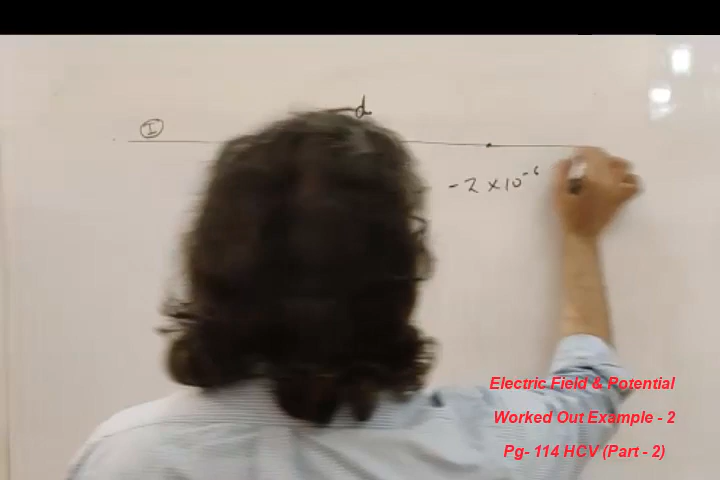 d
I
-2 × 10⁻⁶
Electric Field & Potential
Worked Out Example - 2
Pg- 114 HCV (Part - 2)